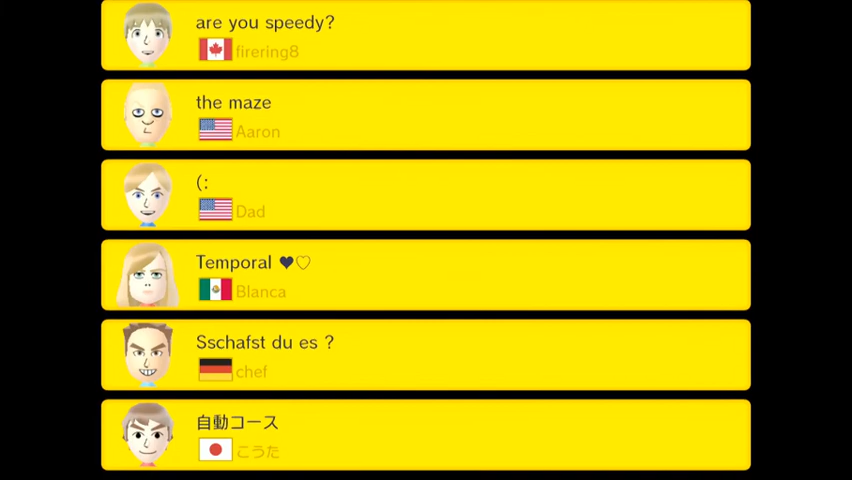 are you speedy?
firering8
the maze
Aaron
(:
Dad
Temporal ♥♡
Blanca
Sschafst du es ?
chef
自動コース
こうた